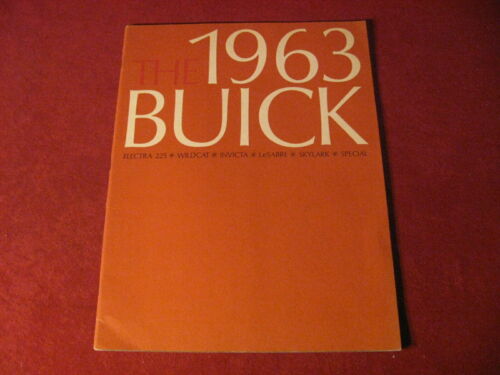 THE 1963
BUICK
ELECTRA 225 * WILDCAT * INVICTA * LeSABRE * SKYLARK * SPECIAL